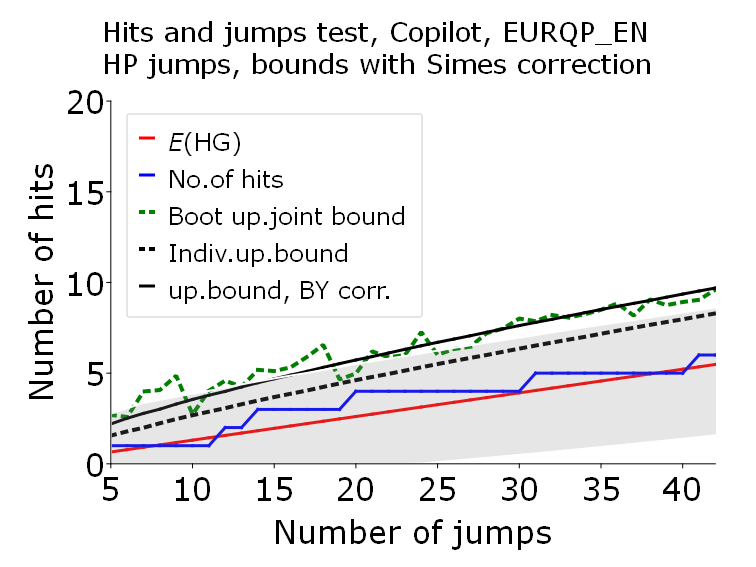 Hits and jumps test, Copilot, EURQP_EN
HP jumps, bounds with Simes correction
Number of hits
20
15
10
5
0
E(HG)
No.of hits
Boot up.joint bound
Indiv.up.bound
up.bound, BY corr.
5 10 15 20 25 30 35 40
Number of jumps